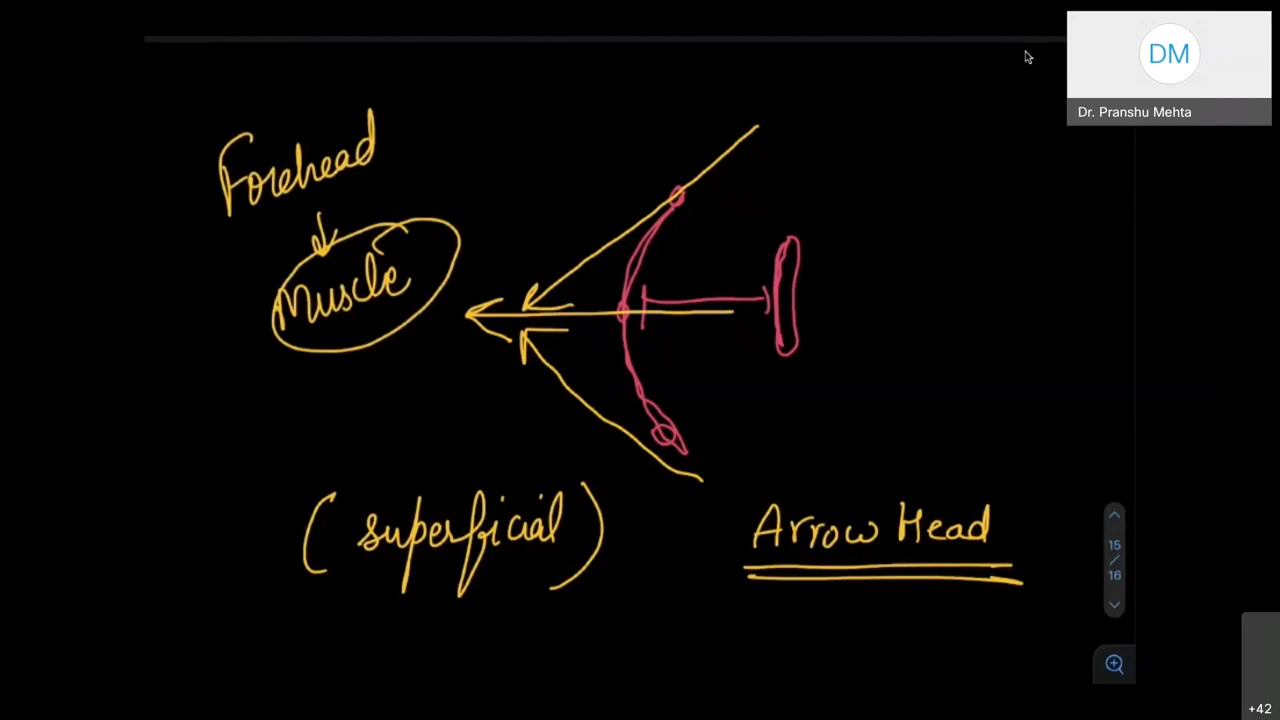 DM
Dr. Pranshu Mehta
Forehead
Muscle
(superficial)
Arrow Head
15
/
16
+42